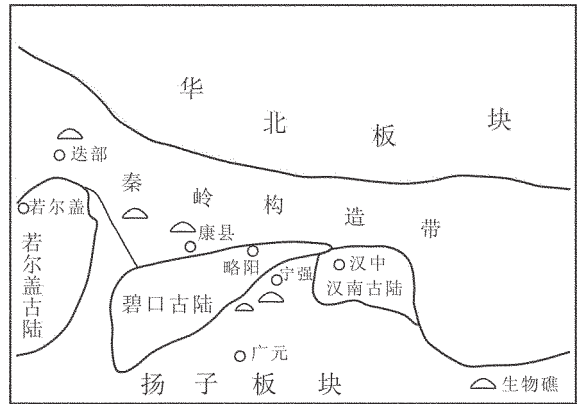 华北板块
迭部
秦岭构造带
若尔盖
康县
若尔盖古陆
略阳
宁强
汉中
汉南古陆
碧口古陆
广元
扬子板块
生物礁